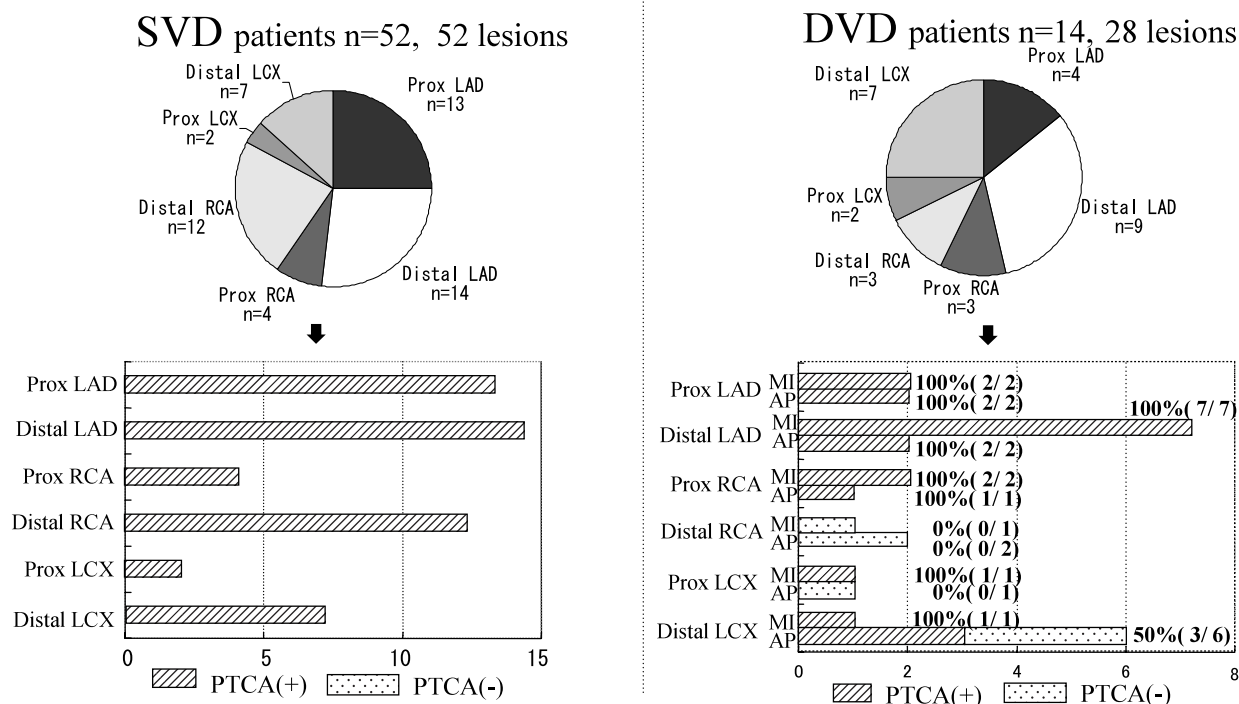 SVD patients n=52, 52 lesions
Distal LCX
n=7
Prox LAD
n=13
Prox LCX
n=2
Distal RCA
n=12
Distal LAD
n=14
Prox RCA
n=4
Prox LAD
Distal LAD
Prox RCA
Distal RCA
Prox LCX
Distal LCX
0 5 10 15
PTCA(+) PTCA(-)
DVD patients n=14, 28 lesions
Prox LAD
n=4
Distal LCX
n=7
Prox LCX
n=2
Distal LAD
n=9
Distal RCA
n=3
Prox RCA
n=3
Prox LAD MI 100%( 2/ 2)
AP 100%( 2/ 2)
Distal LAD MI 100%( 7/ 7)
AP 100%( 2/ 2)
Prox RCA MI 100%( 2/ 2)
AP 100%( 1/ 1)
Distal RCA MI 0%( 0/ 1)
AP 0%( 0/ 2)
Prox LCX MI 100%( 1/ 1)
AP 0%( 0/ 1)
Distal LCX MI 100%( 1/ 1)
AP 50%( 3/ 6)
0 2 4 6 8
PTCA(+) PTCA(-)